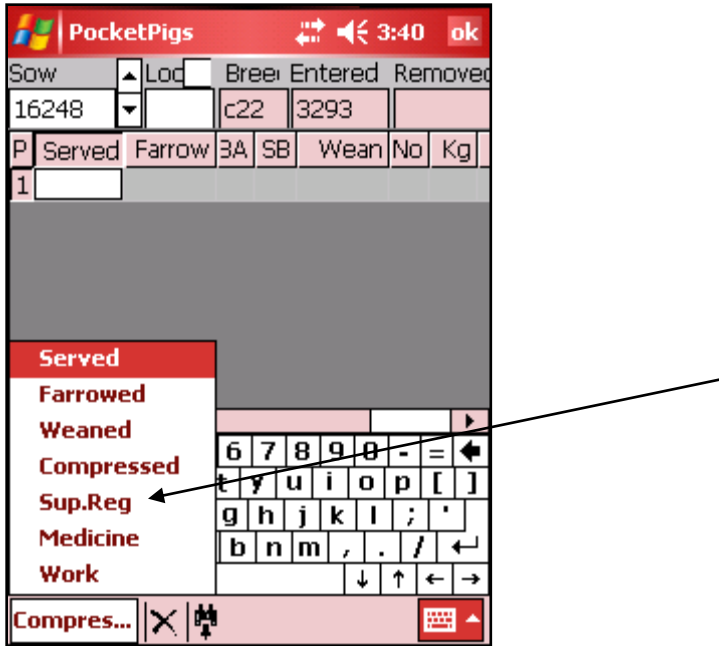 PocketPigs 3:40 ok
Sow Loc Bree Entered Removed
16248 c22 3293
P Served Farrow BA SB Wean No Kg
1
Served
Farrowed
Weaned
Compressed
6 7 8 9 0 - =
Sup.Reg
t y u i o p [ ]
g h j k l ; '
Medicine
b n m , . /
Work
↓ ↑ ← →
Compres...